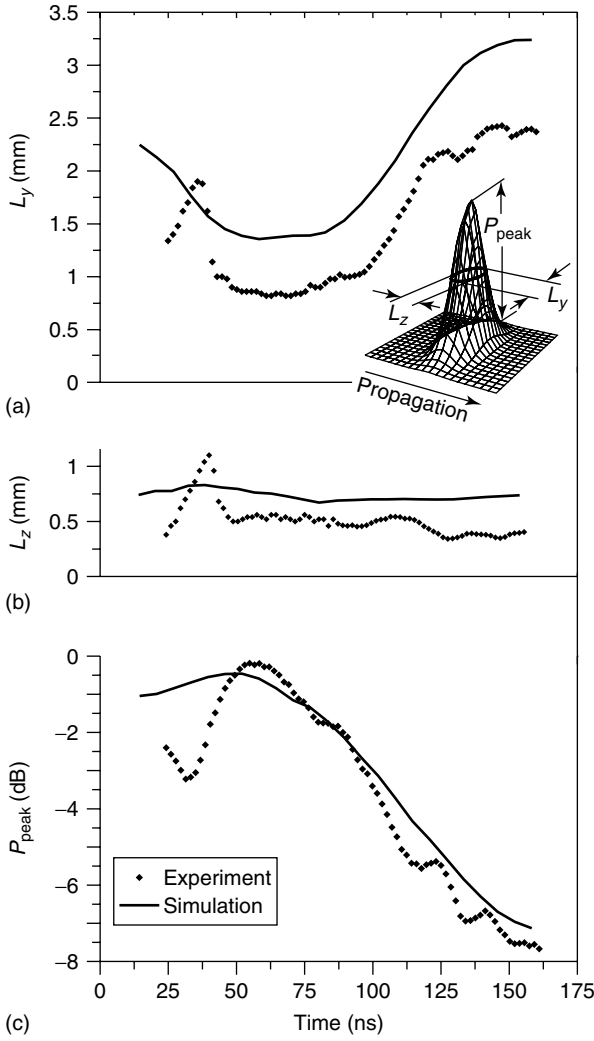 3.5
3
2.5
2
1.5
1
0.5
0
L_y (mm)
P_peak
L_y
L_z
Propagation
(a)
1
0.5
0
L_z (mm)
(b)
0
−2
−4
−6
−8
P_peak (dB)
Experiment
Simulation
0 25 50 75 100 125 150 175
Time (ns)
(c)